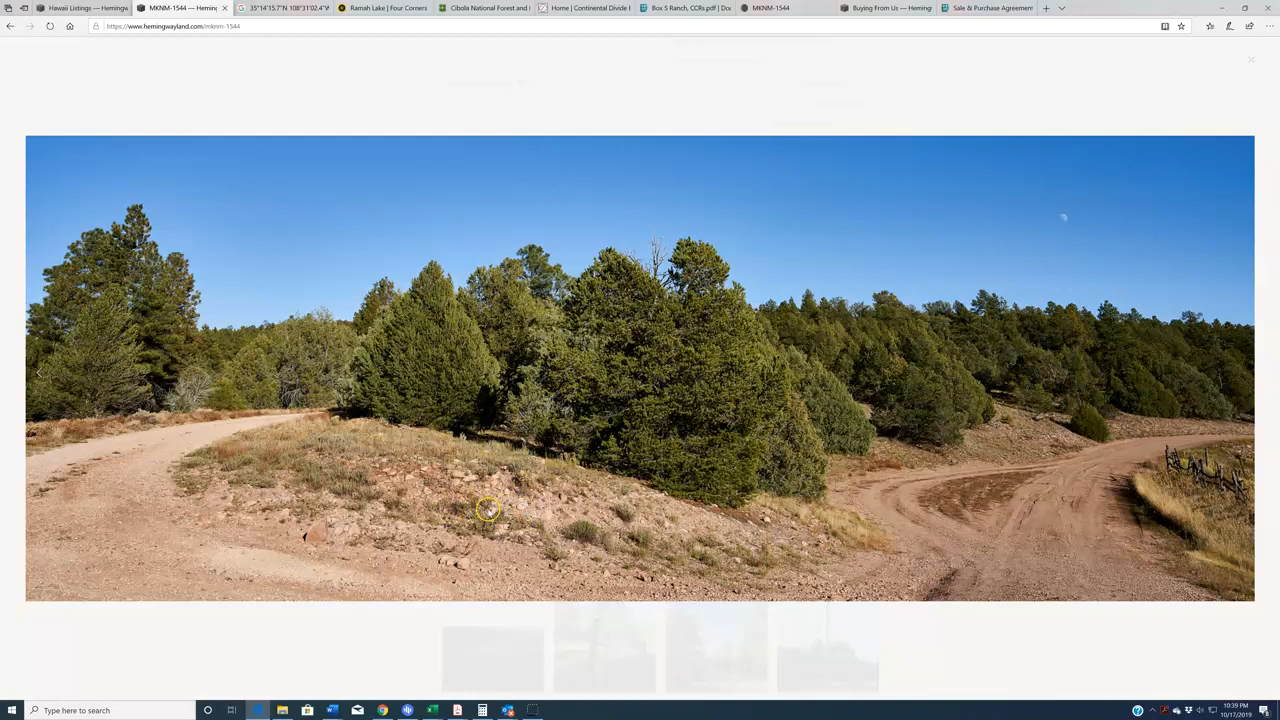 Hawaii Listings — Hemingwa
MKNM-1544 — Heming
35°14'15.7"N 108°31'02.4"W
Ramah Lake | Four Corners
Cibola National Forest and
Home | Continental Divide
Box S Ranch, CCRs.pdf | Do
MKNM-1544
Buying From Us — Heming
Sale & Purchase Agreement
https://www.hemingwayland.com/mknm-1544
Type here to search
10:39 PM
10/17/2019